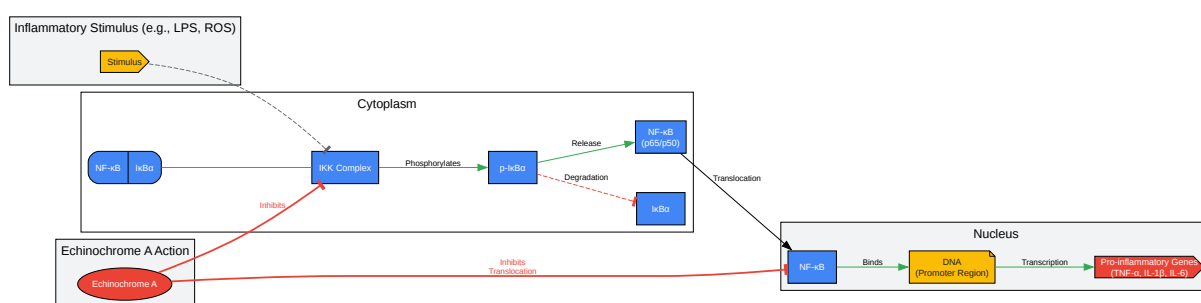 Inflammatory Stimulus (e.g., LPS, ROS)
Stimulus
Cytoplasm
NF-κB
IκBα
IKK Complex
Phosphorylates
p-IκBα
Release
Degradation
NF-κB
(p65/p50)
IκBα
Translocation
Inhibits
Echinochrome A Action
Echinochrome A
Inhibits
Translocation
Nucleus
NF-κB
Binds
DNA
(Promoter Region)
Transcription
Pro-inflammatory Genes
(TNF-α, IL-1β, IL-6)